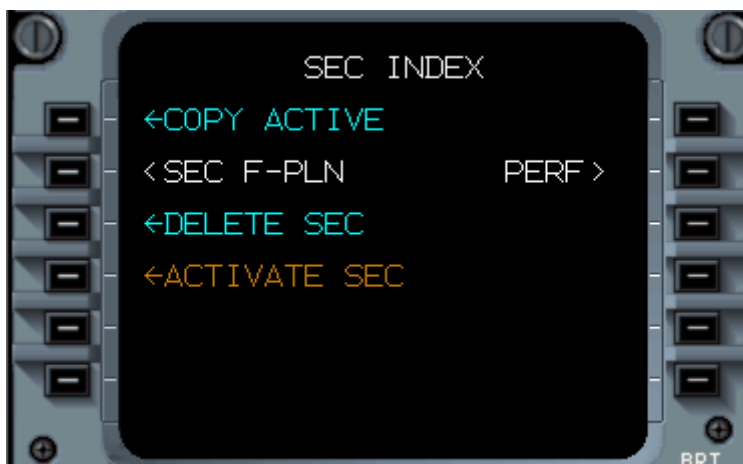 SEC INDEX
←COPY ACTIVE
<SEC F-PLN PERF>
←DELETE SEC
←ACTIVATE SEC
BRT